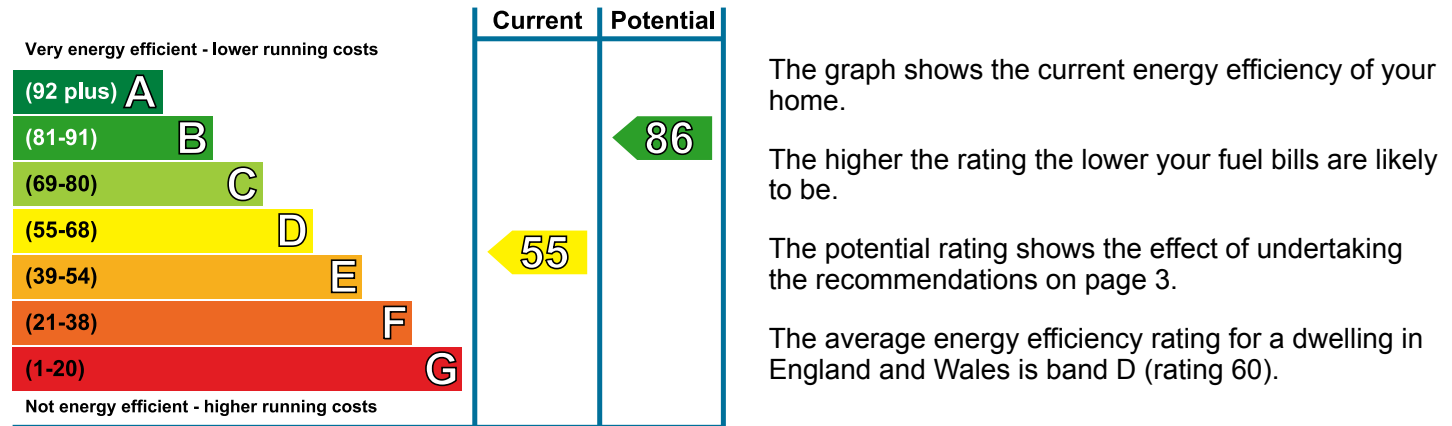 Current Potential
Very energy efficient - lower running costs
(92 plus) A
(81-91) B
86
(69-80) C
(55-68) D
55
(39-54) E
(21-38) F
(1-20) G
Not energy efficient - higher running costs
The graph shows the current energy efficiency of your
home.
The higher the rating the lower your fuel bills are likely
to be.
The potential rating shows the effect of undertaking
the recommendations on page 3.
The average energy efficiency rating for a dwelling in
England and Wales is band D (rating 60).